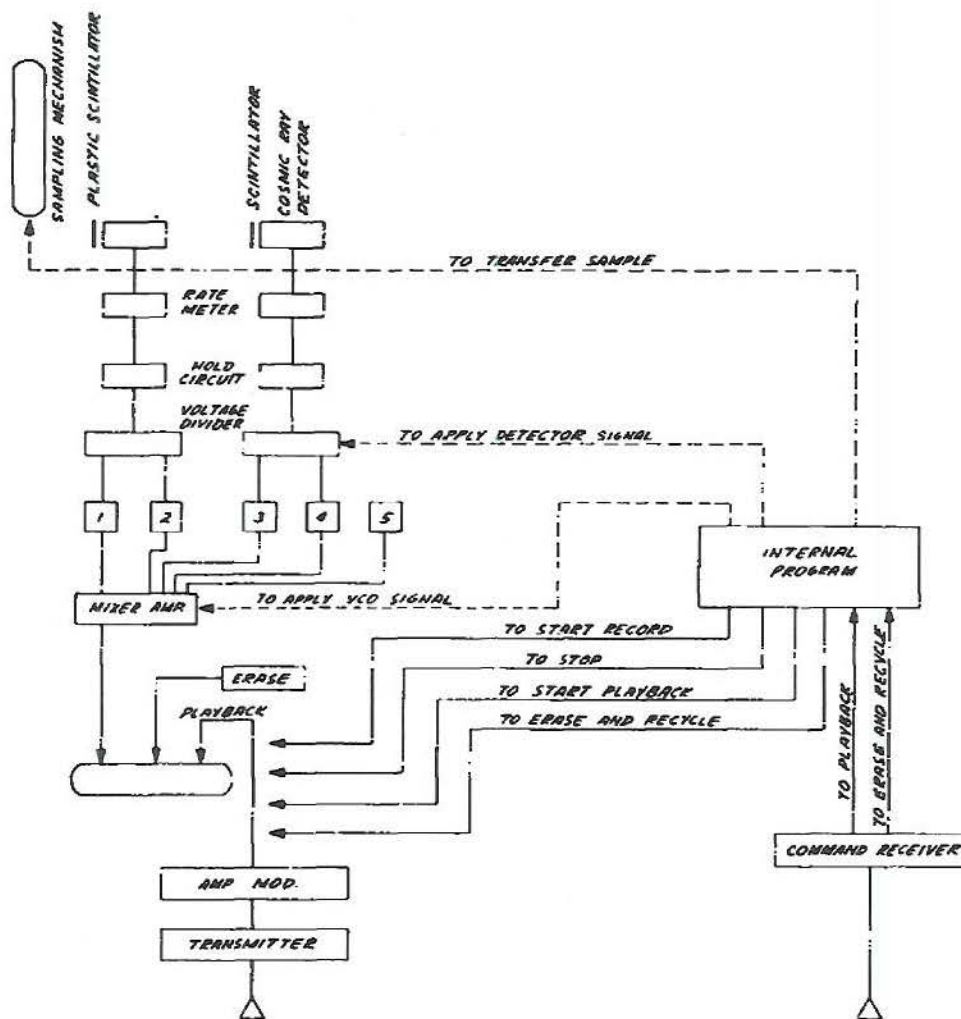 SAMPLING MECHANISM
PLASTIC SCINTILLATOR
SCINTILLATOR
COSMIC RAY
DETECTOR
TO TRANSFER SAMPLE
RATE
METER
HOLD
CIRCUIT
VOLTAGE
DIVIDER
TO APPLY DETECTOR SIGNAL
1
2
3
4
5
INTERNAL
PROGRAM
MIXER AMP
TO APPLY VCO SIGNAL
TO START RECORD
TO STOP
ERASE
TO START PLAYBACK
PLAYBACK
TO ERASE AND RECYCLE
TO PLAYBACK
TO ERASE AND RECYCLE
COMMAND RECEIVER
AMP MOD.
TRANSMITTER